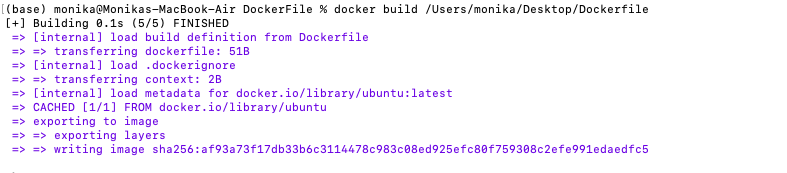 (base) monika@Monikas-MacBook-Air DockerFile % docker build /Users/monika/Desktop/Dockerfile
[+] Building 0.1s (5/5) FINISHED
=> [internal] load build definition from Dockerfile
=> => transferring dockerfile: 51B
=> [internal] load .dockerignore
=> => transferring context: 2B
=> [internal] load metadata for docker.io/library/ubuntu:latest
=> CACHED [1/1] FROM docker.io/library/ubuntu
=> exporting to image
=> => exporting layers
=> => writing image sha256:af93a73f17db33b6c3114478c983c08ed925efc80f759308c2efe991edaedfc5